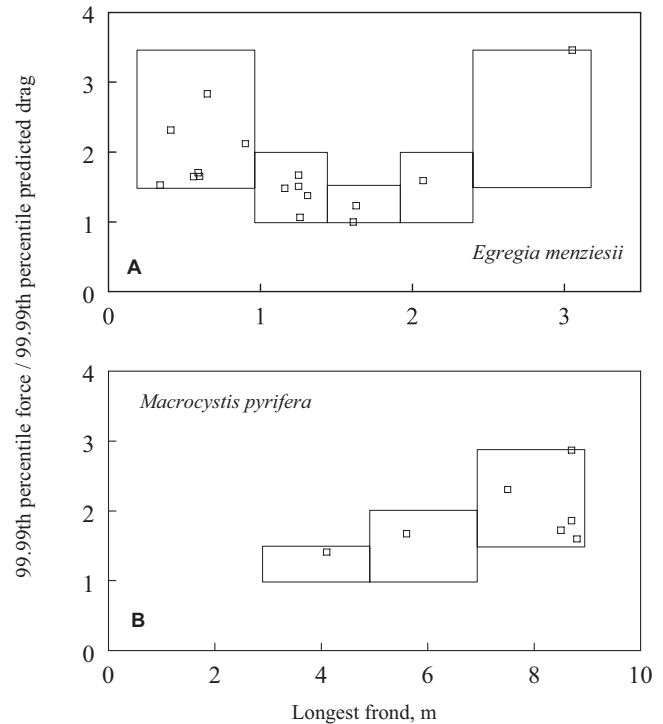 99.99th percentile force / 99.99th percentile predicted drag
4
3
2
1
0
A
Egregia menziesii
0 1 2 3
4
3
2
1
0
Macrocystis pyrifera
B
0 2 4 6 8 10
Longest frond, m